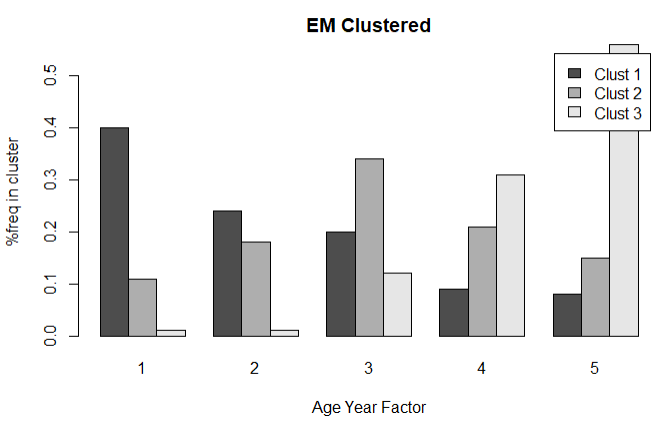 EM Clustered
%freq in cluster
0.5
0.4
0.3
0.2
0.1
0.0
Clust 1
Clust 2
Clust 3
1 2 3 4 5
Age Year Factor